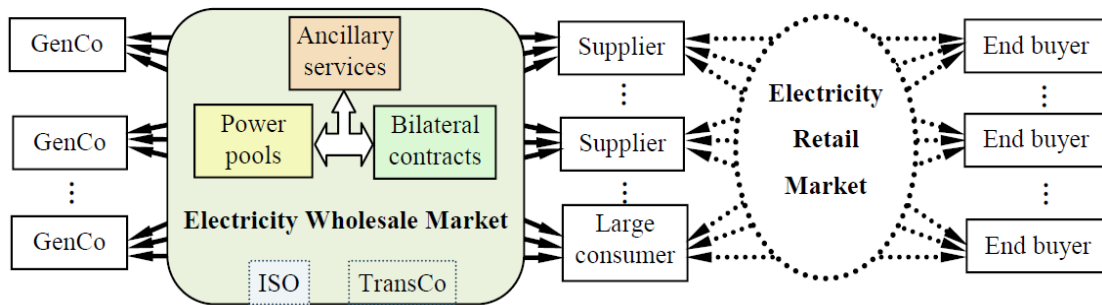 GenCo
GenCo
⋮
GenCo
Ancillary
services
Power
pools
Bilateral
contracts
Electricity Wholesale Market
ISO
TransCo
Supplier
⋮
Supplier
⋮
Large
consumer
Electricity
Retail
Market
End buyer
⋮
End buyer
⋮
End buyer